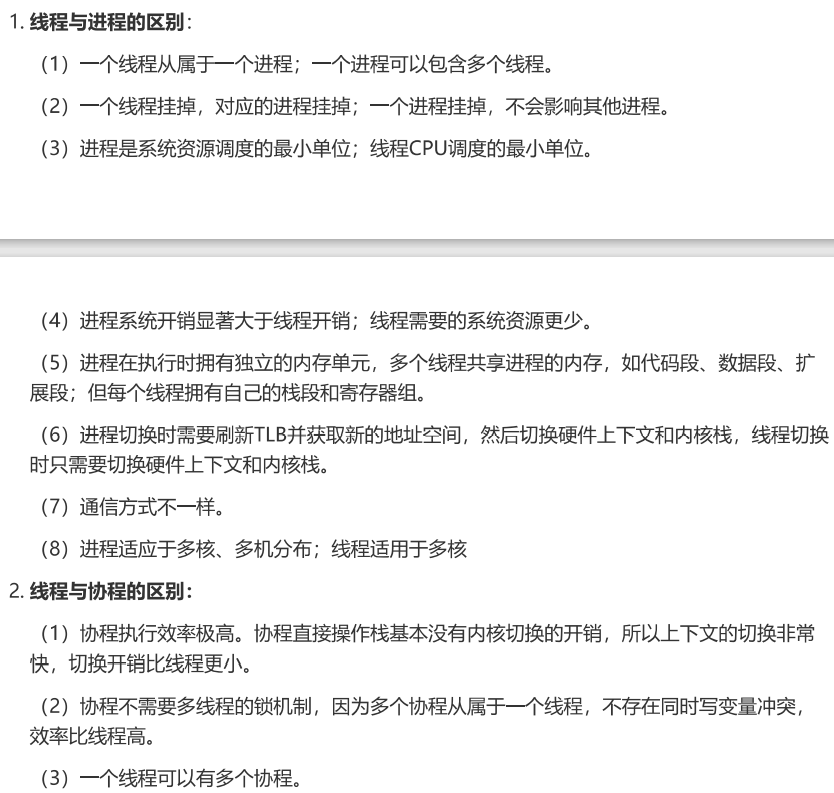 1. 线程与进程的区别：
（1）一个线程从属于一个进程；一个进程可以包含多个线程。
（2）一个线程挂掉，对应的进程挂掉；一个进程挂掉，不会影响其他进程。
（3）进程是系统资源调度的最小单位；线程CPU调度的最小单位。
（4）进程系统开销显著大于线程开销；线程需要的系统资源更少。
（5）进程在执行时拥有独立的内存单元，多个线程共享进程的内存，如代码段、数据段、扩
展段；但每个线程拥有自己的栈段和寄存器组。
（6）进程切换时需要刷新TLB并获取新的地址空间，然后切换硬件上下文和内核栈，线程切换
时只需要切换硬件上下文和内核栈。
（7）通信方式不一样。
（8）进程适应于多核、多机分布；线程适用于多核
2. 线程与协程的区别：
（1）协程执行效率极高。协程直接操作栈基本没有内核切换的开销，所以上下文的切换非常
快，切换开销比线程更小。
（2）协程不需要多线程的锁机制，因为多个协程从属于一个线程，不存在同时写变量冲突，
效率比线程高。
（3）一个线程可以有多个协程。